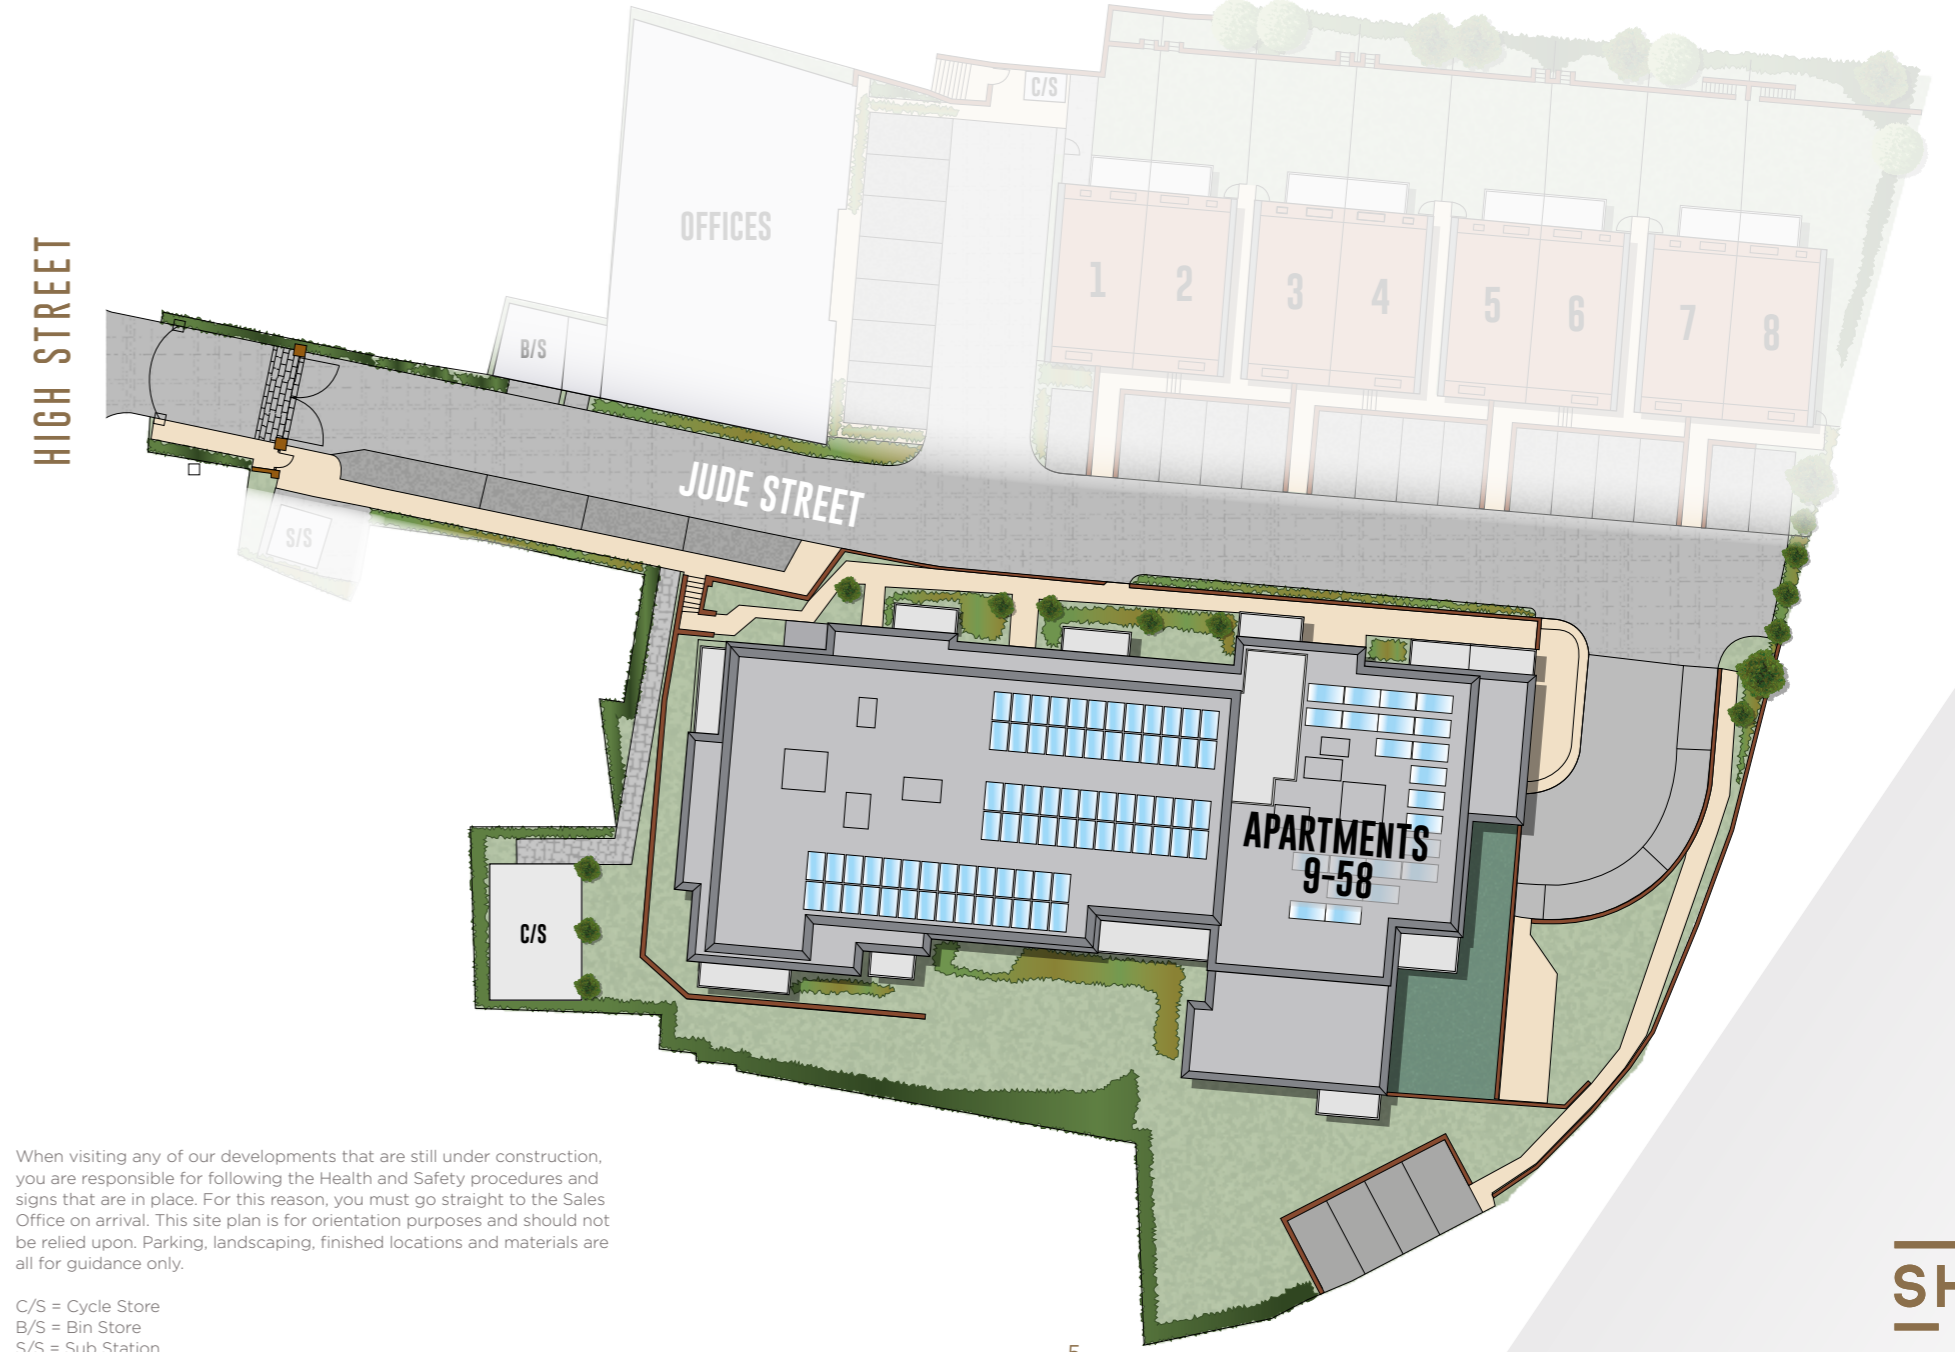 C/S
OFFICES
HIGH STREET
1
2
3
4
5
6
7
8
B/S
JUDE STREET
S/S
APARTMENTS
9-58
C/S
When visiting any of our developments that are still under construction,
you are responsible for following the Health and Safety procedures and
signs that are in place. For this reason, you must go straight to the Sales
Office on arrival. This site plan is for orientation purposes and should not
be relied upon. Parking, landscaping, finished locations and materials are
all for guidance only.
C/S = Cycle Store
B/S = Bin Store
S/S = Sub Station
5